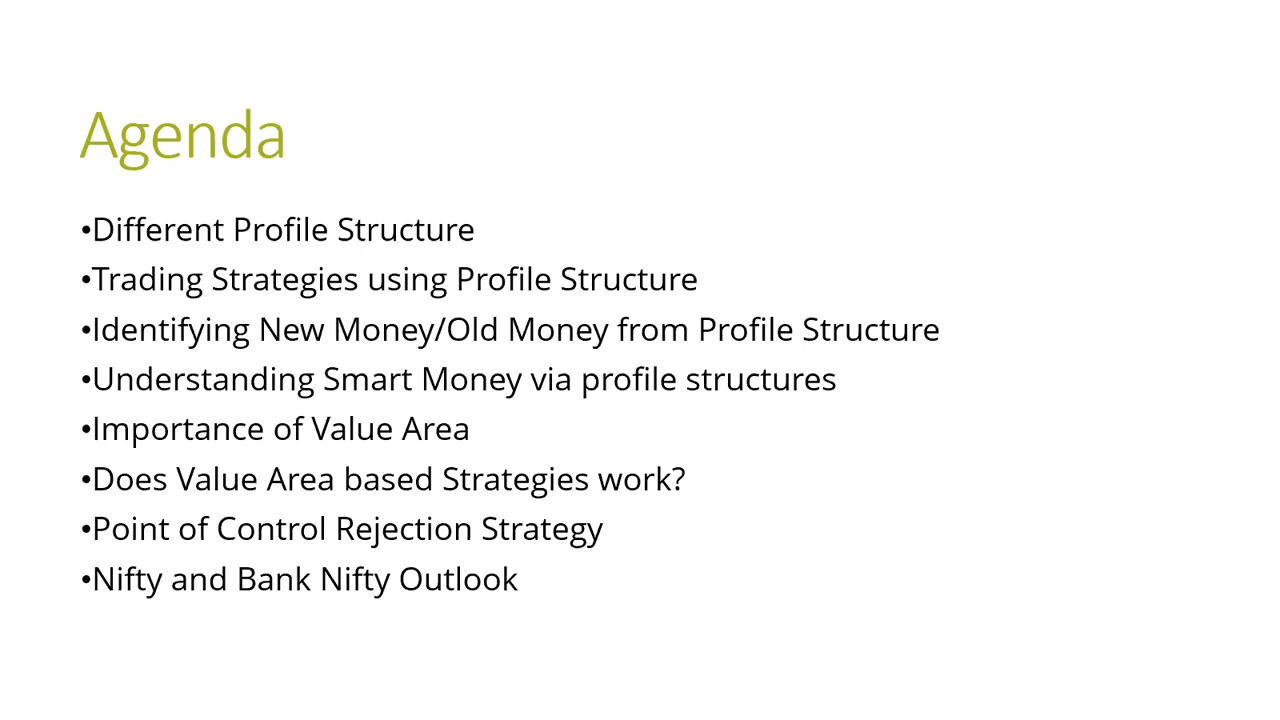 Agenda
•Different Profile Structure
•Trading Strategies using Profile Structure
•Identifying New Money/Old Money from Profile Structure
•Understanding Smart Money via profile structures
•Importance of Value Area
•Does Value Area based Strategies work?
•Point of Control Rejection Strategy
•Nifty and Bank Nifty Outlook